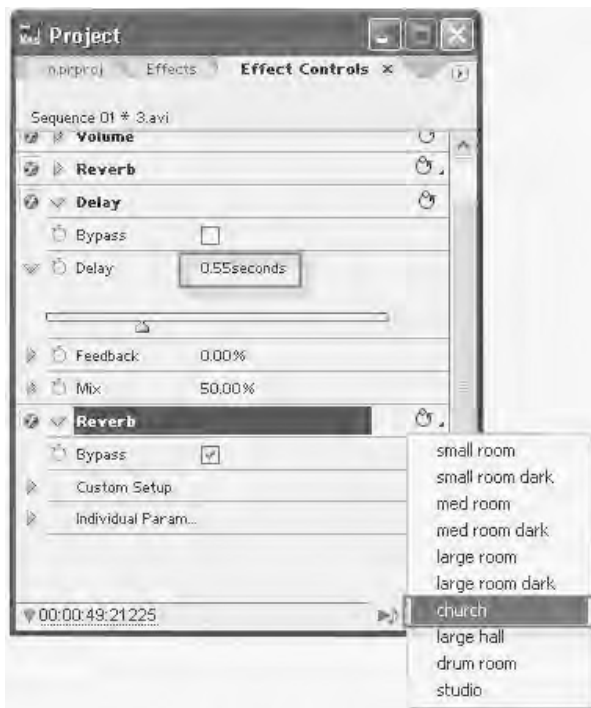 Project
n.prproj Effects Effect Controls ×
Sequence 01 * 3.avi
Volume
Reverb
Delay
Bypass
Delay 0.55seconds
Feedback 0.00%
Mix 50.00%
Reverb
Bypass
Custom Setup
Individual Param...
00:00:49:21225
small room
small room dark
med room
med room dark
large room
large room dark
church
large hall
drum room
studio